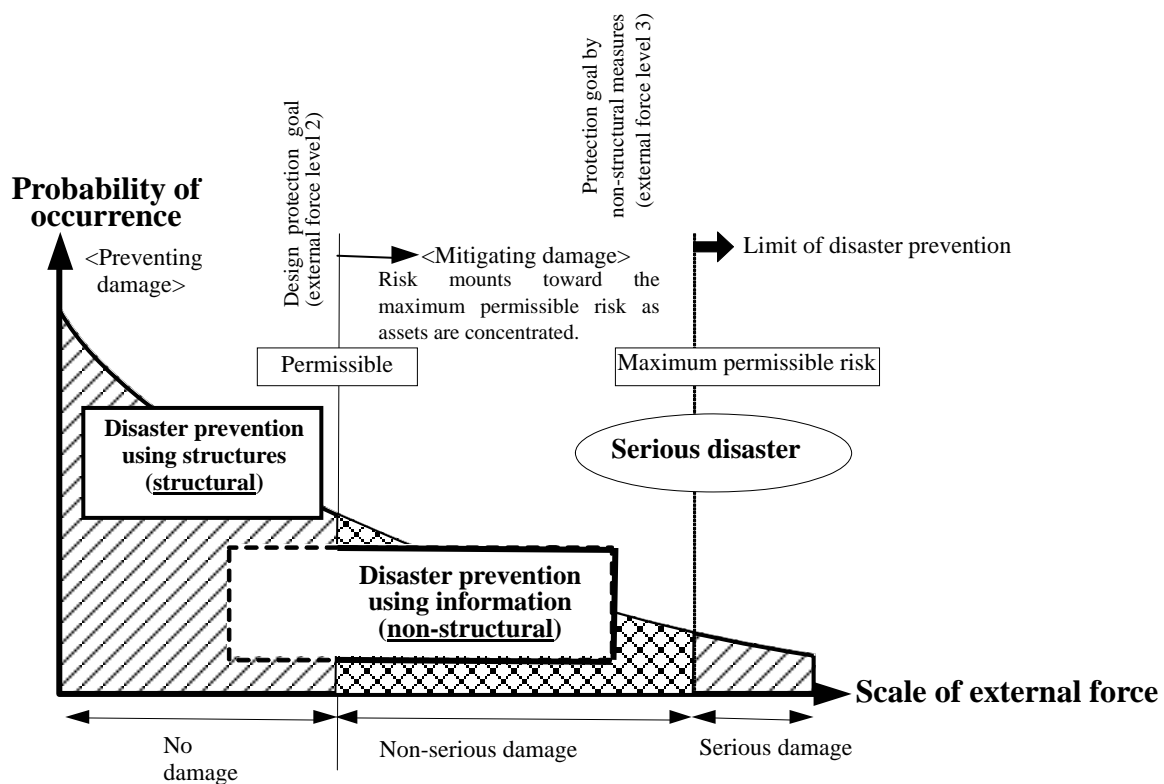 Protection goal by
non-structural measures
(external force level 3)
Design protection goal
(external force level 2)
Probability of
occurrence
<Preventing
damage>
<Mitigating damage>
Risk mounts toward the
maximum permissible risk as
assets are concentrated.
Limit of disaster prevention
Permissible
Maximum permissible risk
Disaster prevention
using structures
(structural)
Serious disaster
Disaster prevention
using information
(non-structural)
Scale of external force
No
damage
Non-serious damage
Serious damage